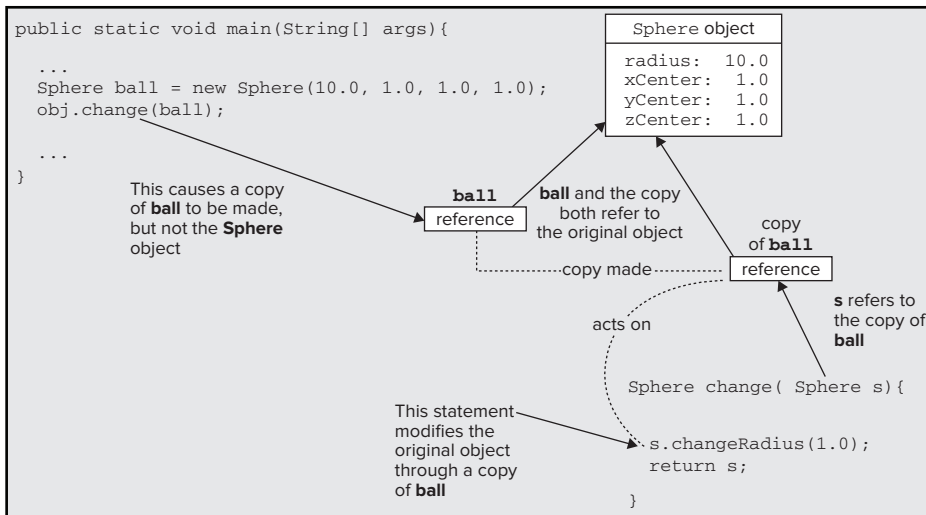 public static void main(String[] args){
...
Sphere ball = new Sphere(10.0, 1.0, 1.0, 1.0);
obj.change(ball);
...
}
Sphere object
radius: 10.0
xCenter: 1.0
yCenter: 1.0
zCenter: 1.0
This causes a copy
of ball to be made,
but not the Sphere
object
ball
reference
ball and the copy
both refer to
the original object
copy
of ball
reference
copy made
acts on
s refers to
the copy of
ball
Sphere change( Sphere s){
s.changeRadius(1.0);
return s;
}
This statement
modifies the
original object
through a copy
of ball